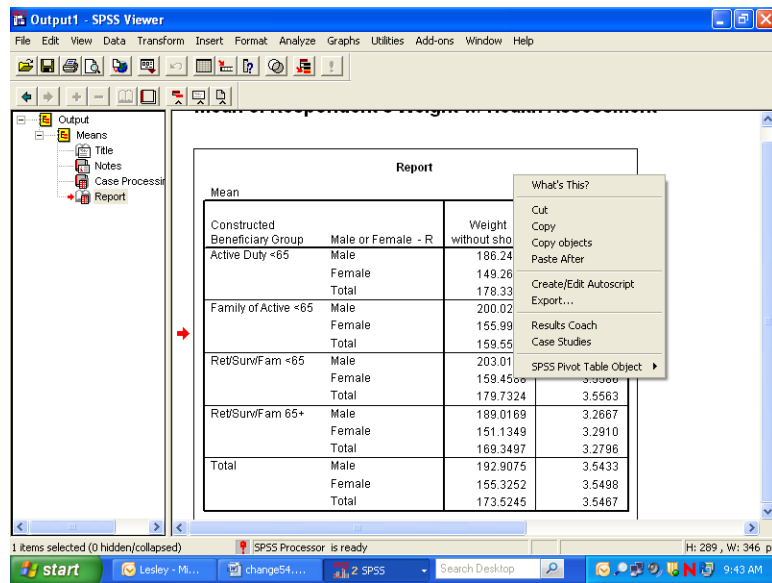 Output1 - SPSS Viewer
File Edit View Data Transform Insert Format Analyze Graphs Utilities Add-ons Window Help
Output
Means
Title
Notes
Case Processin
Report
Report
Mean
Constructed Beneficiary Group
Male or Female - R
Weight without sho
Active Duty <65 Male 186.24
Female 149.26
Total 178.33
Family of Active <65 Male 200.02
Female 155.99
Total 159.55
Ret/Surv/Fam <65 Male 203.01
Female 159.4588
Total 179.7324 3.5563
Ret/Surv/Fam 65+ Male 189.0169 3.2667
Female 151.1349 3.2910
Total 169.3497 3.2796
Total Male 192.9075 3.5433
Female 155.3252 3.5498
Total 173.5245 3.5467
What's This?
Cut
Copy
Copy objects
Paste After
Create/Edit Autoscript
Export...
Results Coach
Case Studies
SPSS Pivot Table Object
1 items selected (0 hidden/collapsed)
SPSS Processor is ready
H: 289 , W: 346 p
start
Lesley - Mi...
change54....
2 SPSS
Search Desktop
9:43 AM